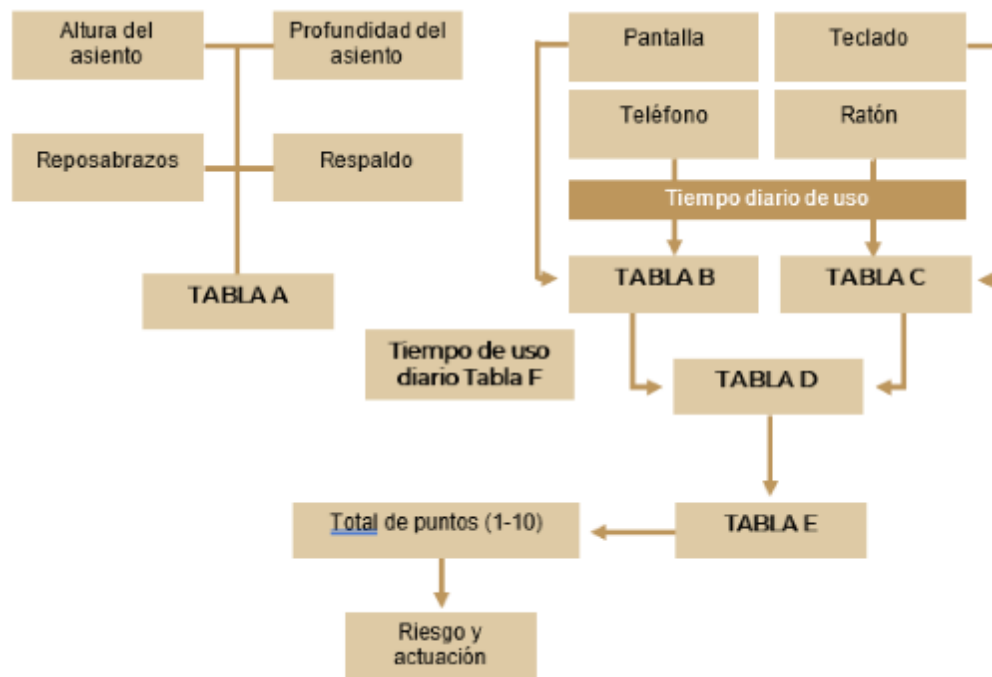 Altura del
asiento
Profundidad del
asiento
Reposabrazos
Respaldo
TABLA A
Pantalla
Teclado
Teléfono
Ratón
Tiempo diario de uso
TABLA B
TABLA C
Tiempo de uso
diario Tabla F
TABLA D
Total de puntos (1-10)
TABLA E
Riesgo y
actuación